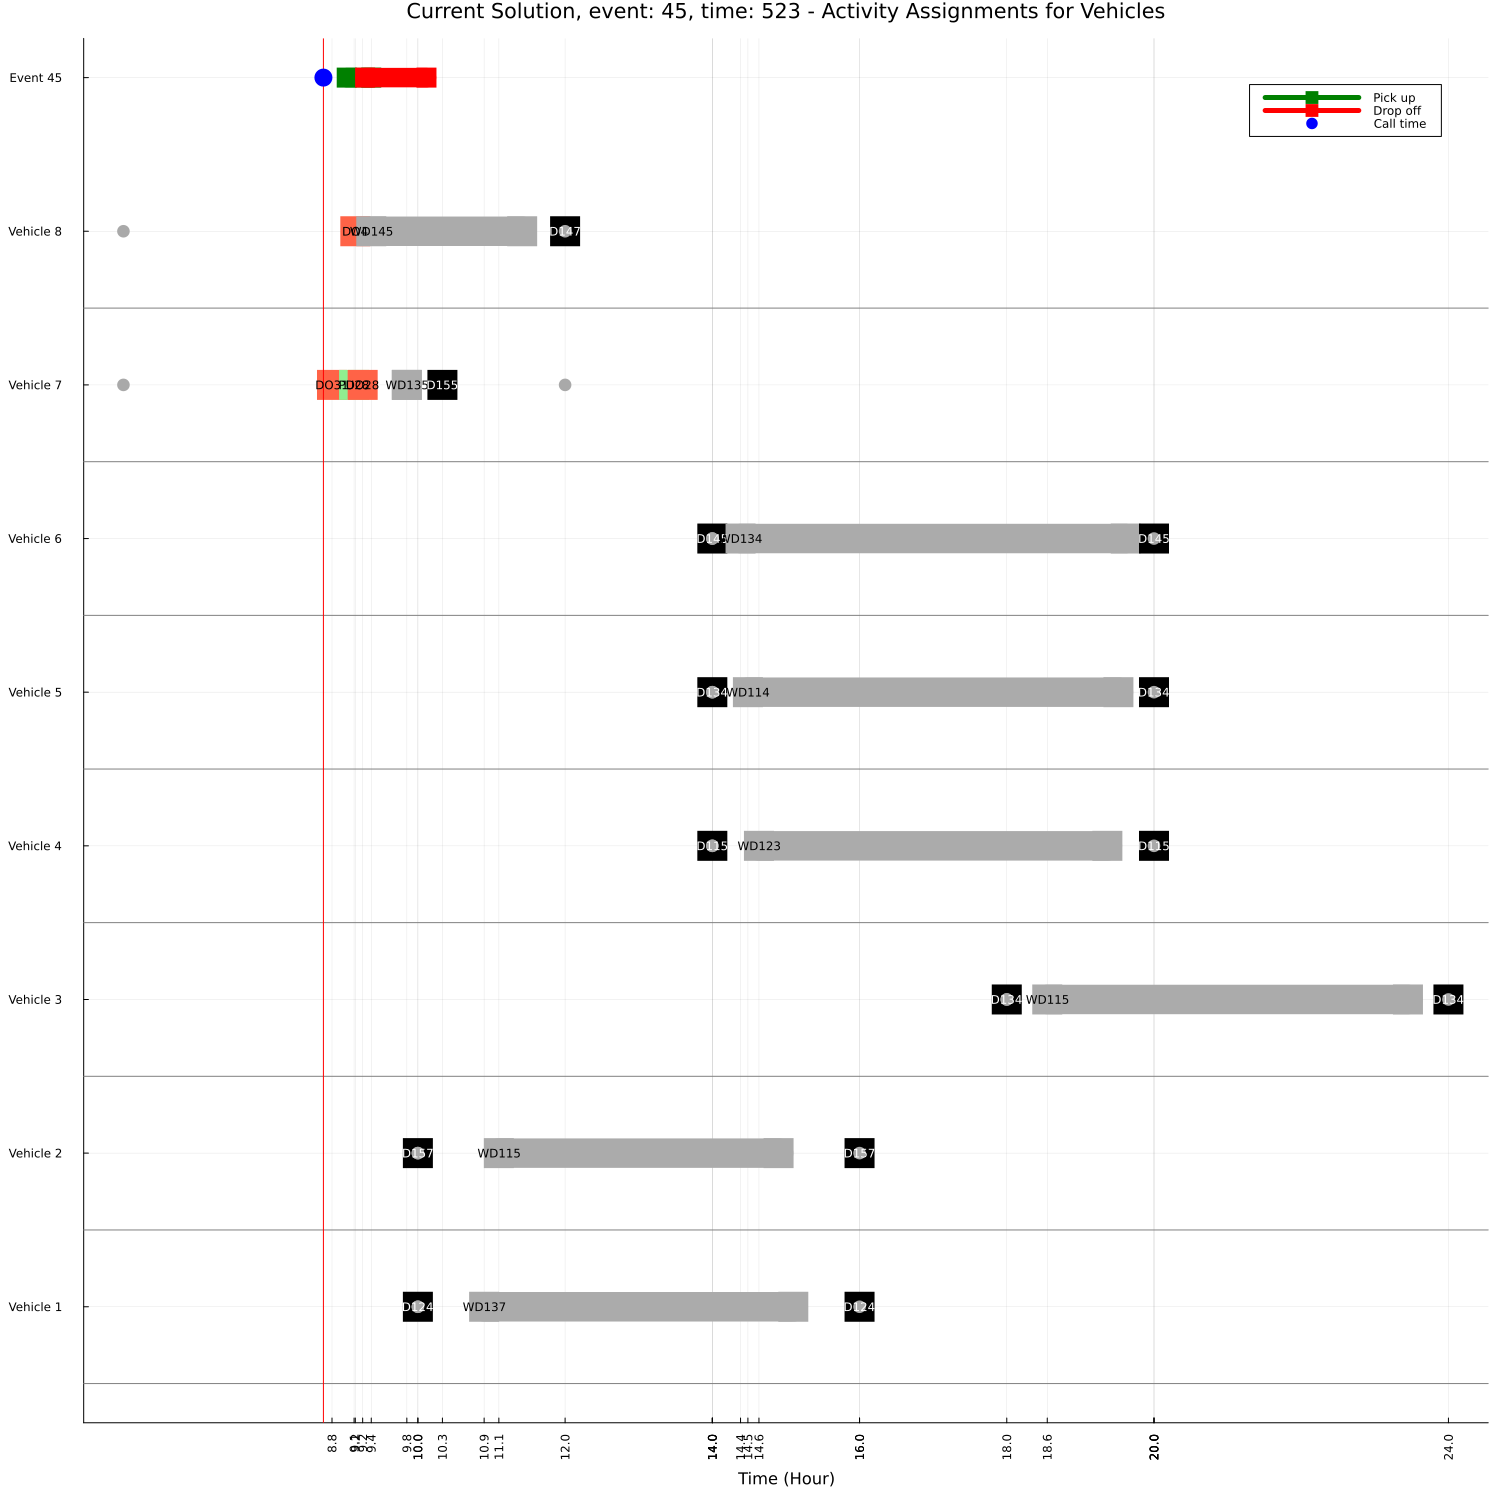 Current Solution, event: 45, time: 523 - Activity Assignments for Vehicles
Event 45
Pick up
Drop off
Call time
Vehicle 8
WD145
D147
Vehicle 7
DO31
DO28
WD135
D155
Vehicle 6
D145
WD134
D145
Vehicle 5
D134
WD114
D134
Vehicle 4
D115
WD123
D115
Vehicle 3
D134
WD115
D134
Vehicle 2
D157
WD115
D157
Vehicle 1
D124
WD137
D124
8.8
9.4
9.8
10.0
10.3
10.9
11.1
12.0
14.0
14.4
14.5
14.6
16.0
18.0
18.6
20.0
24.0
Time (Hour)